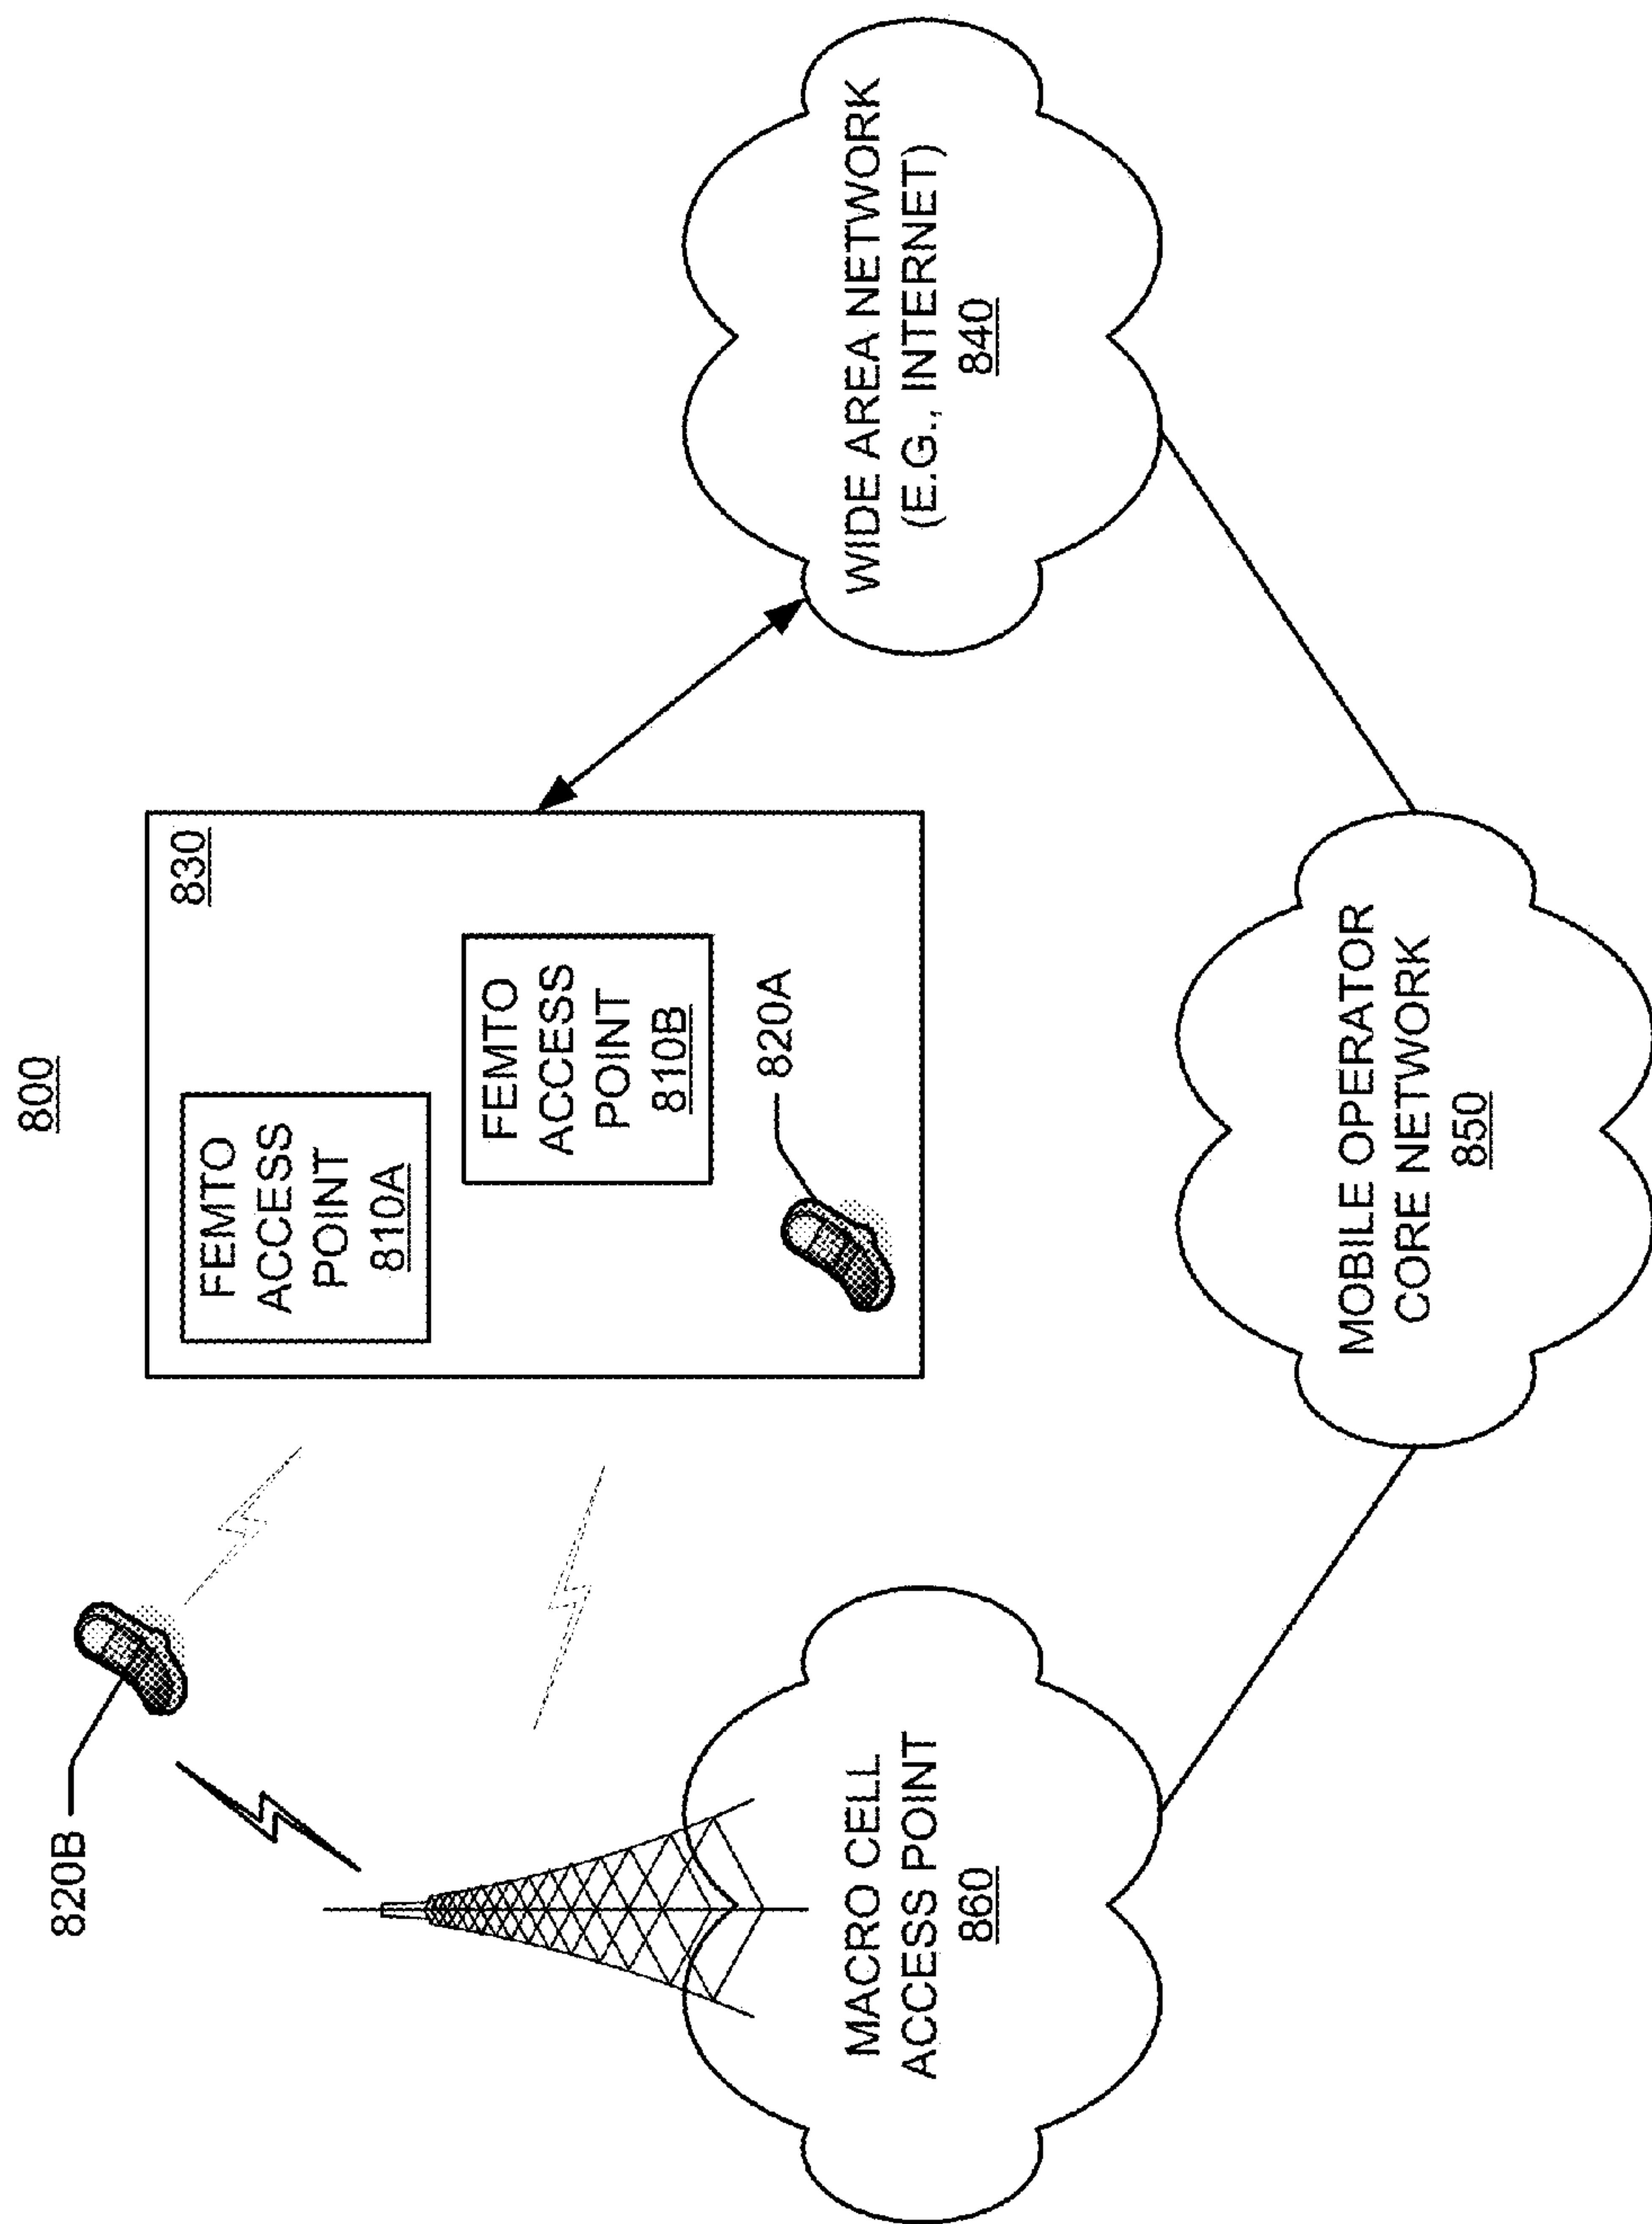 800
820B
830
FEMTO
ACCESS
POINT
810A
FEMTO
ACCESS
POINT
810B
820A
MACRO CELL
ACCESS POINT
860
WIDE AREA NETWORK
(E.G., INTERNET)
840
MOBILE OPERATOR
CORE NETWORK
850